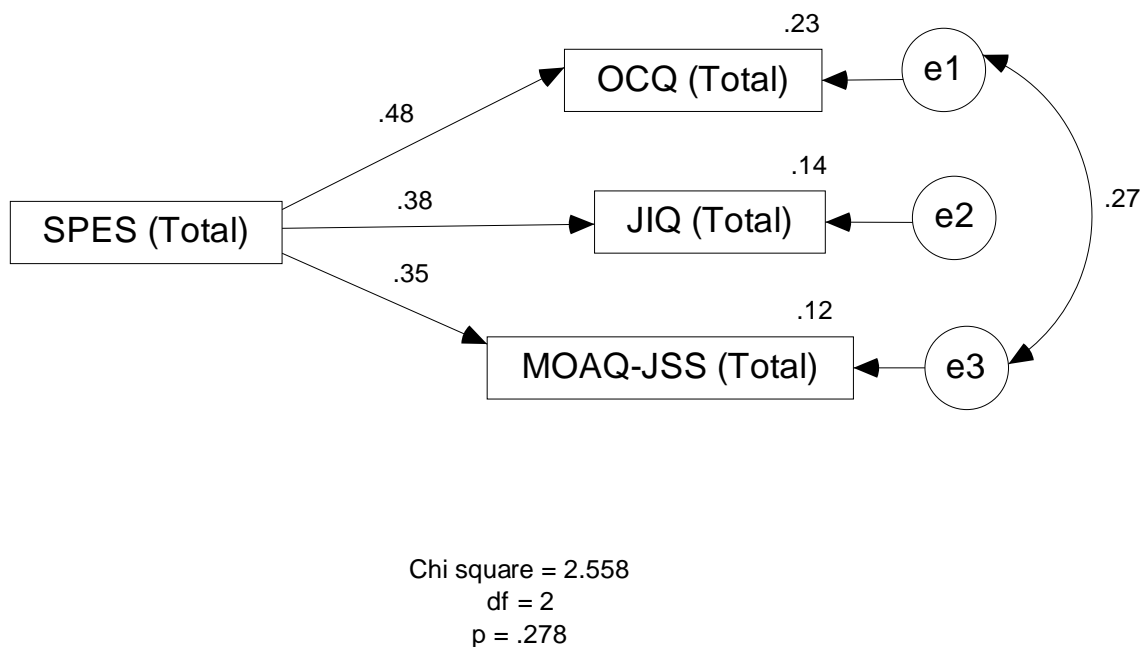 .23
OCQ (Total)
e1
.48
.14
.38
.27
SPES (Total)
JIQ (Total)
e2
.35
.12
MOAQ-JSS (Total)
e3
Chi square = 2.558
df = 2
p = .278